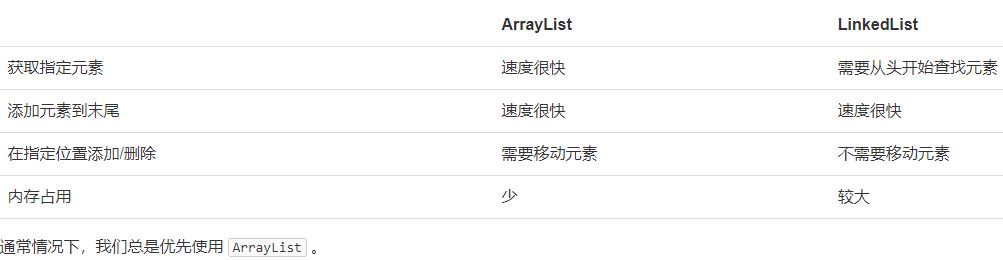 ArrayList LinkedList
获取指定元素 速度很快 需要从头开始查找元素
添加元素到末尾 速度很快 速度很快
在指定位置添加/删除 需要移动元素 不需要移动元素
内存占用 少 较大
通常情况下，我们总是优先使用 ArrayList 。